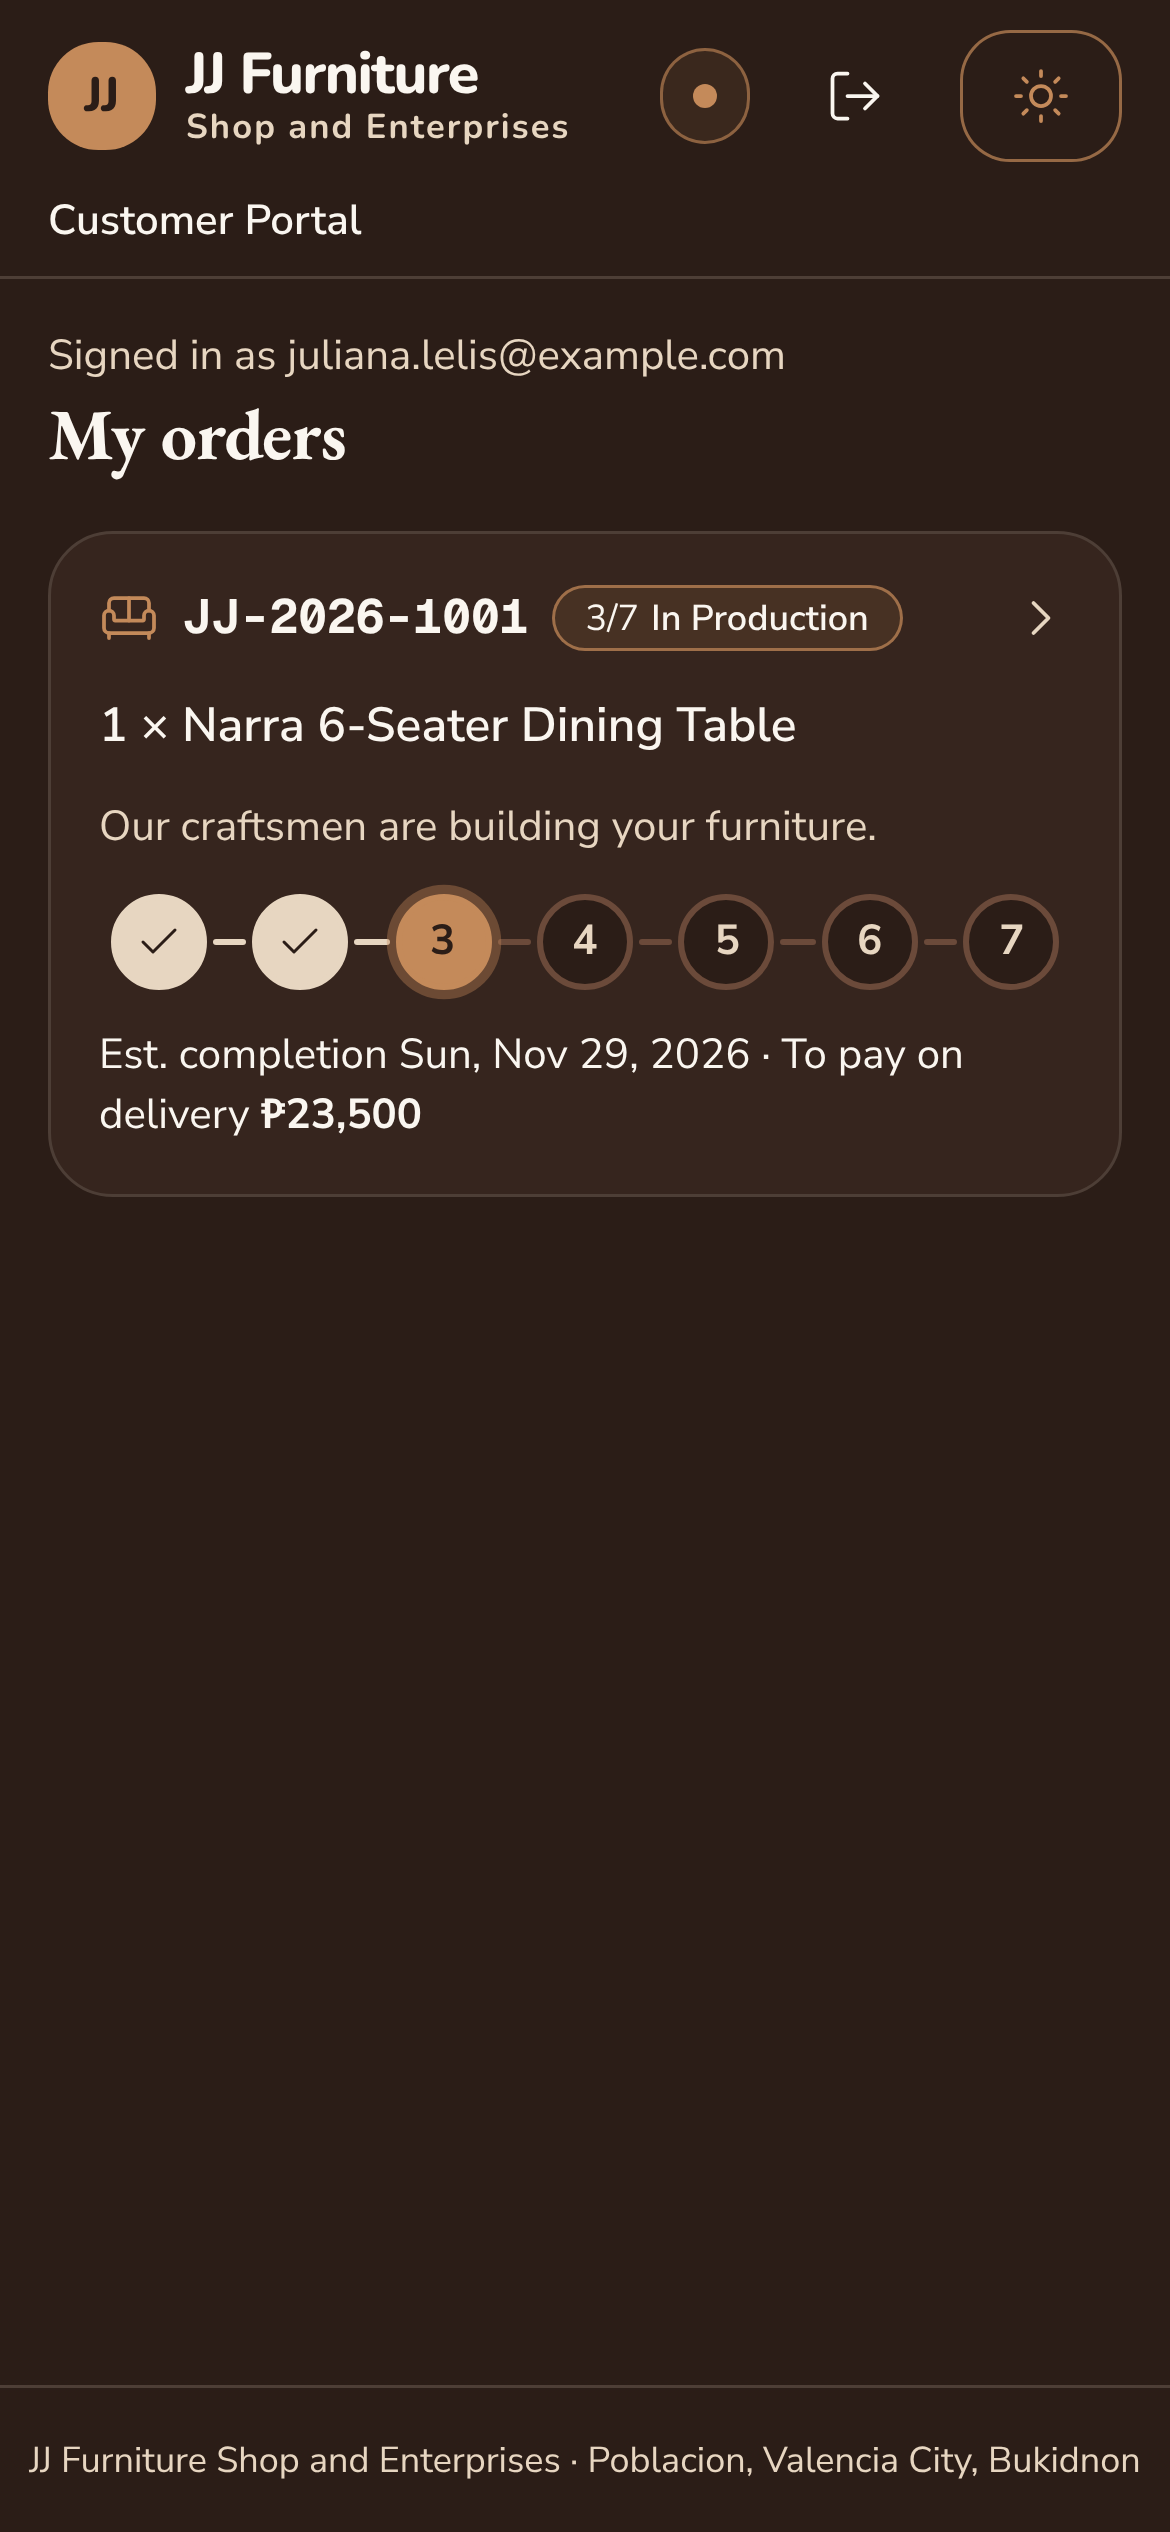 JJ
JJ Furniture
Shop and Enterprises
Customer Portal
Signed in as juliana.lelis@example.com
My orders
JJ-2026-1001
3/7 In Production
1 × Narra 6-Seater Dining Table
Our craftsmen are building your furniture.
3 4 5 6 7
Est. completion Sun, Nov 29, 2026 · To pay on
delivery ₱23,500
JJ Furniture Shop and Enterprises · Poblacion, Valencia City, Bukidnon